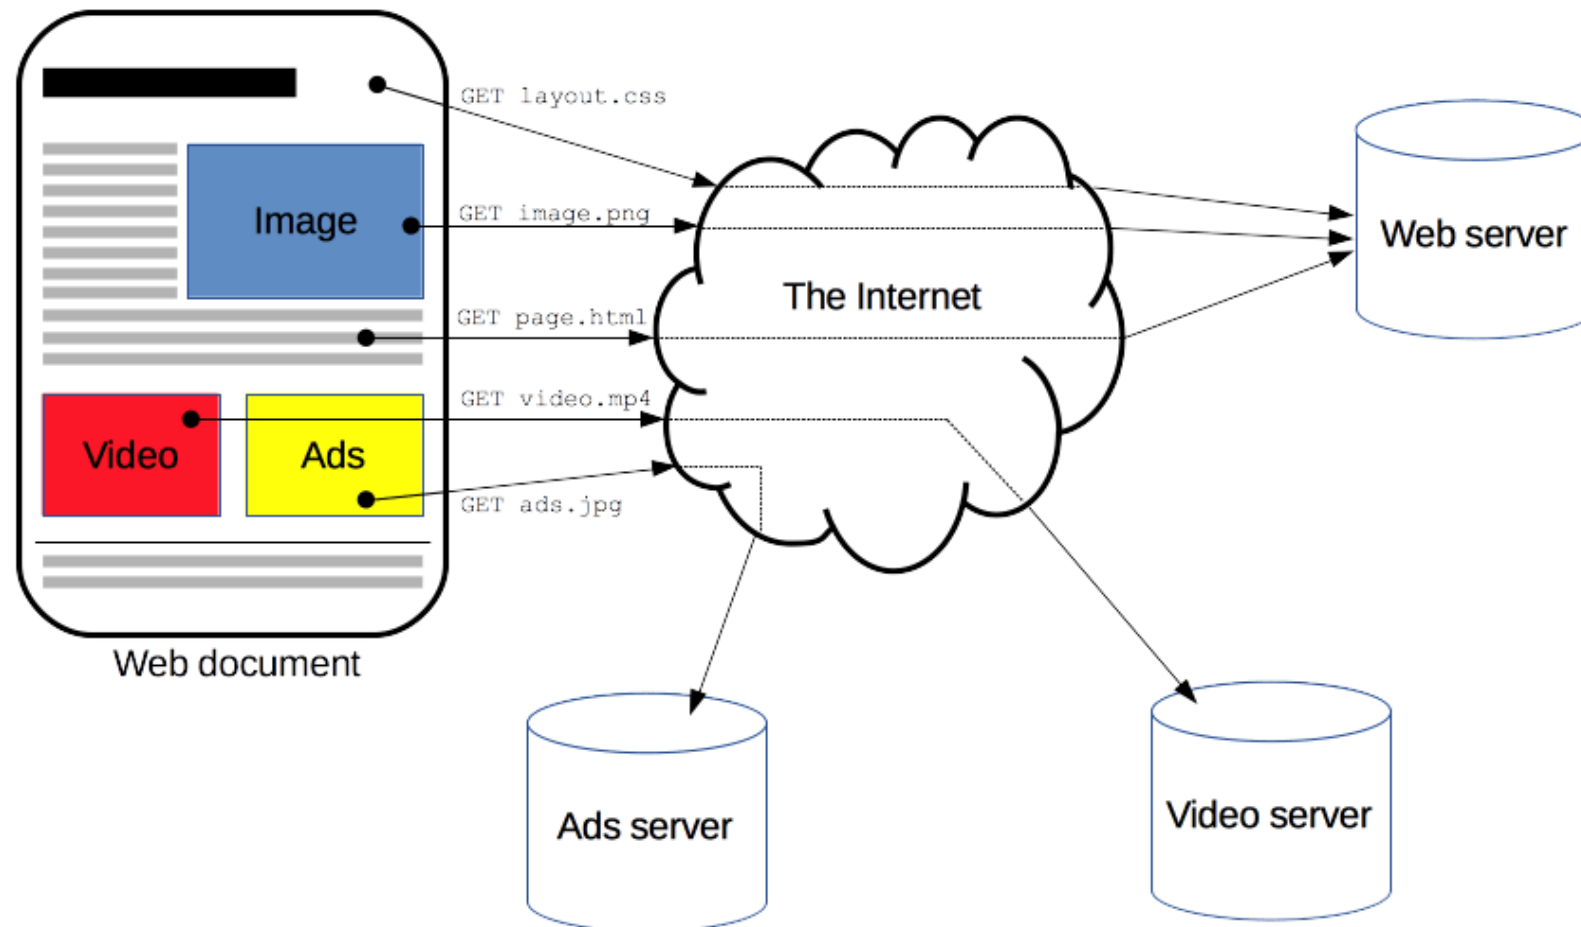 GET layout.css
Image
GET image.png
Web server
The Internet
GET page.html
GET video.mp4
Video
Ads
GET ads.jpg
Web document
Ads server
Video server